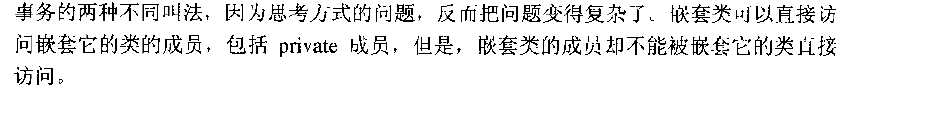 事务的两种不同叫法，因为思考方式的问题，反而把问题变得复杂了。嵌套类可以直接访
问嵌套它的类的成员，包括 private 成员，但是，嵌套类的成员却不能被嵌套它的类直接
访问。